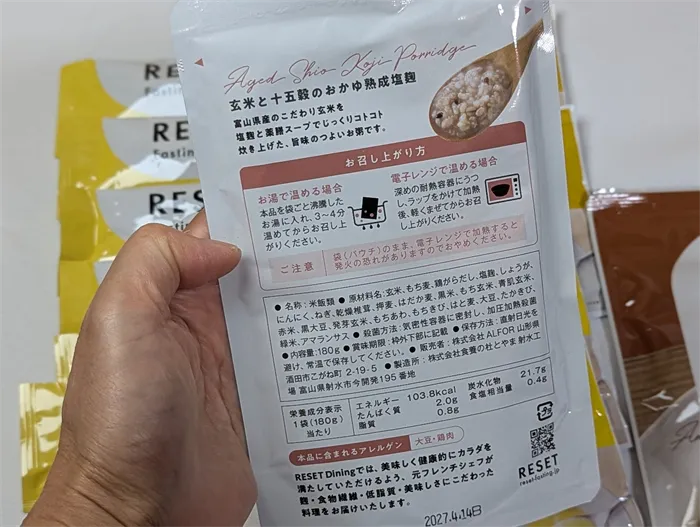 RE
Fasting
RESET
Fasting
RES
Fasti
Aged Shio Koji Porridge
玄米と十五穀のおかゆ熟成塩麹
富山県産のこだわり玄米を
塩麹と薬膳スープでじっくりコトコト
炊き上げた、旨味のつよいお粥です。
お召し上がり方
お湯で温める場合
本品を袋ごと沸騰した
お湯に入れ、3~4分
温めてからお召し上
がりください。
電子レンジで温める場合
深めの耐熱容器にうつ
し、ラップをかけて加熱
後、軽くまぜてからお召
し上がりください。
ご注意
袋(パウチ)のまま、電子レンジで加熱すると
発火の恐れがありますのでおやめください。
●名称:米飯類 ●原材料名:玄米、もち麦、鶏がらだし、塩麹、しょうが、
にんにく、ねぎ、乾燥椎茸、押麦、はだか麦、黒米、もち玄米、青肌玄米、
赤米、黒大豆、発芽玄米、もちあわ、もちきび、はと麦、大豆、たかきび、
緑米、アマランサス ●殺菌方法:気密性容器に密封し、加圧加熱殺菌
●内容量:180g ●賞味期限:枠外下部に記載 ●保存方法:直射日光を
避け、常温で保存してください。 ●販売者:株式会社 ALFOR 山形県
酒田市こがね町 2-19-5 ●製造所:株式会社食養の杜とやま 射水工
場 富山県射水市今開発195番地
栄養成分表示
1袋(180g)
当たり
エネルギー 103.8kcal
たんぱく質 2.0g
脂質 0.8g
炭水化物 21.7g
食塩相当量 0.4g
本品に含まれるアレルゲン 大豆・鶏肉
RESET Diningでは、美味しく健康的にカラダを
満たしていただけるよう、元フレンチシェフが
麹・食物繊維・低脂質・美味しさにこだわった
料理をお届けいたします。
RESET
reset-fasting.jp
2027.4.14日